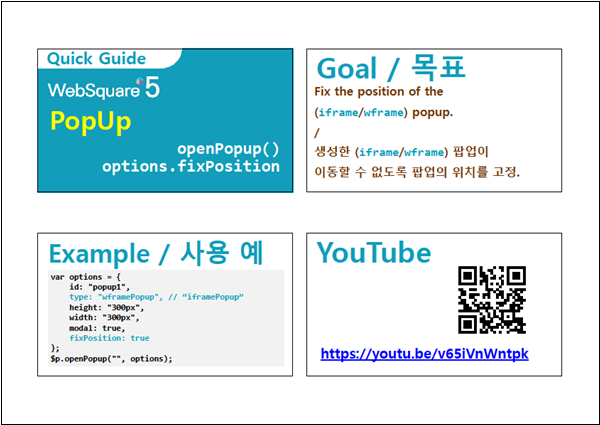 Quick Guide
WebSquare 5
PopUp
openPopup()
options.fixPosition
Goal / 목표
Fix the position of the
(iframe/wframe) popup.
/
생성한 (iframe/wframe) 팝업이
이동할 수 없도록 팝업의 위치를 고정.
Example / 사용 예
var options = {
id: "popup1",
type: "wframePopup", // “iframePopup”
height: "300px",
width: "300px",
modal: true,
fixPosition: true
};
$p.openPopup("", options);
YouTube
https://youtu.be/v65iVnWntpk